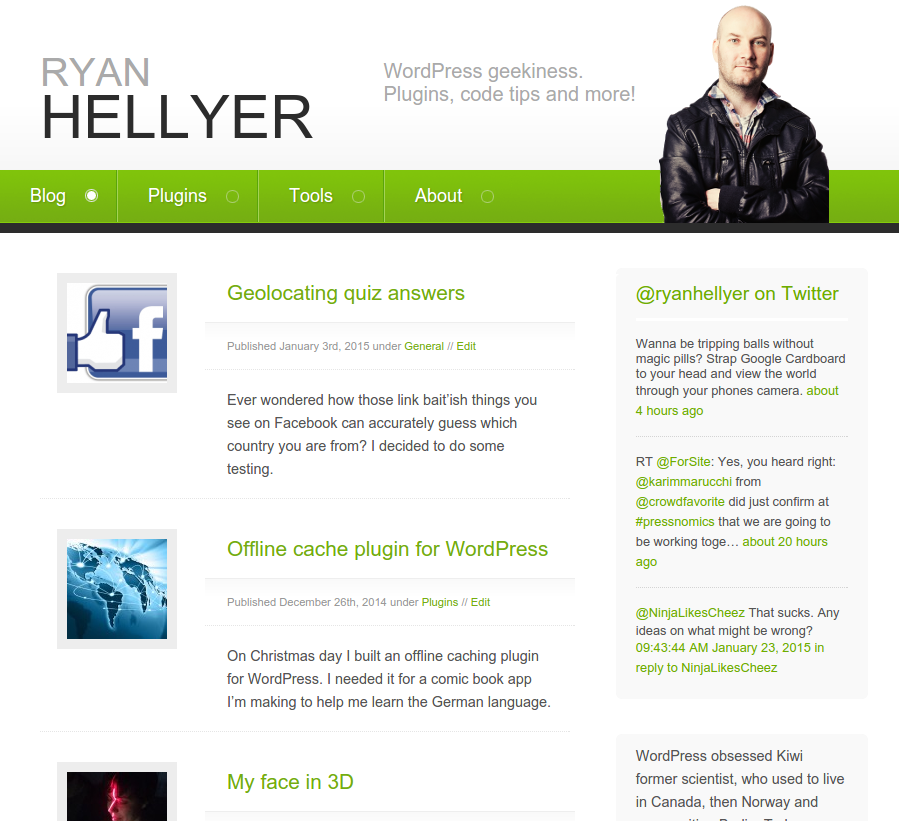 RYAN
HELLYER
WordPress geekiness.
Plugins, code tips and more!
Blog
Plugins
Tools
About
Geolocating quiz answers
Published January 3rd, 2015 under General // Edit
Ever wondered how those link bait’ish things you
see on Facebook can accurately guess which
country you are from? I decided to do some
testing.
Offline cache plugin for WordPress
Published December 26th, 2014 under Plugins // Edit
On Christmas day I built an offline caching plugin
for WordPress. I needed it for a comic book app
I’m making to help me learn the German language.
My face in 3D
@ryanhellyer on Twitter
Wanna be tripping balls without
magic pills? Strap Google Cardboard
to your head and view the world
through your phones camera. about
4 hours ago
RT @ForSite: Yes, you heard right:
@karimmarucchi from
@crowdfavorite did just confirm at
#pressnomics that we are going to
be working toge… about 20 hours
ago
@NinjaLikesCheez That sucks. Any
ideas on what might be wrong?
09:43:44 AM January 23, 2015 in
reply to NinjaLikesCheez
WordPress obsessed Kiwi
former scientist, who used to live
in Canada, then Norway and